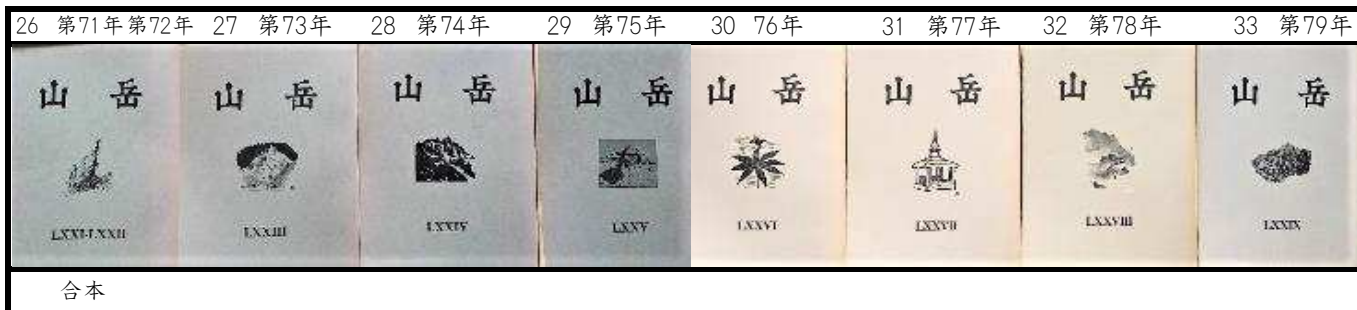 26 第71年第72年 27 第73年 28 第74年 29 第75年 30 76年 31 第77年 32 第78年 33 第79年
山岳 山岳 山岳 山岳 山岳 山岳 山岳 山岳
LXXI-LXXII LXXIII LXXIV LXXV LXXVI LXXVII LXXVIII LXXIX
合本